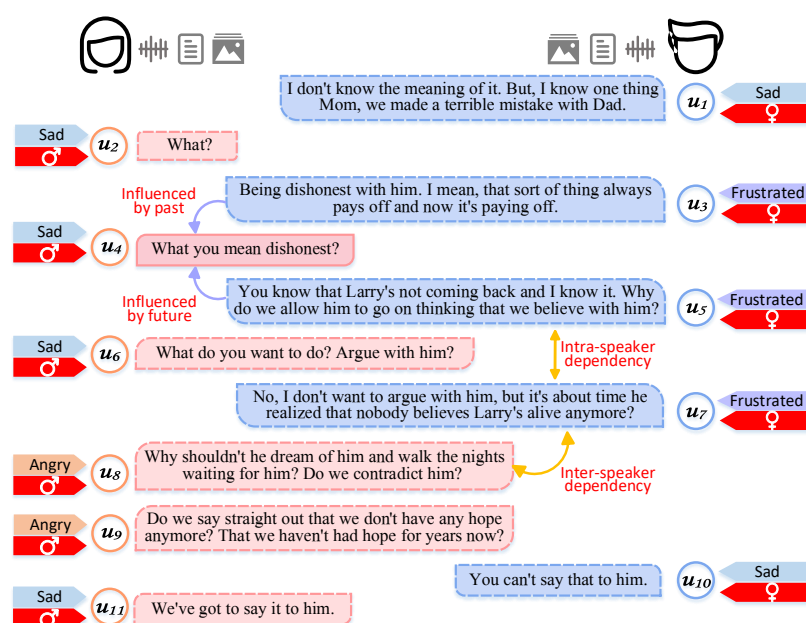 I don't know the meaning of it. But, I know one thing
Mom, we made a terrible mistake with Dad.
u1
Sad
Sad
u2
What?
Influenced
by past
Being dishonest with him. I mean, that sort of thing always
pays off and now it's paying off.
u3
Frustrated
Sad
u4
What you mean dishonest?
Influenced
by future
You know that Larry's not coming back and I know it. Why
do we allow him to go on thinking that we believe with him?
u5
Frustrated
Sad
u6
What do you want to do? Argue with him?
Intra-speaker
dependency
No, I don't want to argue with him, but it's about time he
realized that nobody believes Larry's alive anymore?
u7
Frustrated
Angry
u8
Why shouldn't he dream of him and walk the nights
waiting for him? Do we contradict him?
Inter-speaker
dependency
Angry
u9
Do we say straight out that we don't have any hope
anymore? That we haven't had hope for years now?
You can't say that to him.
u10
Sad
Sad
u11
We've got to say it to him.